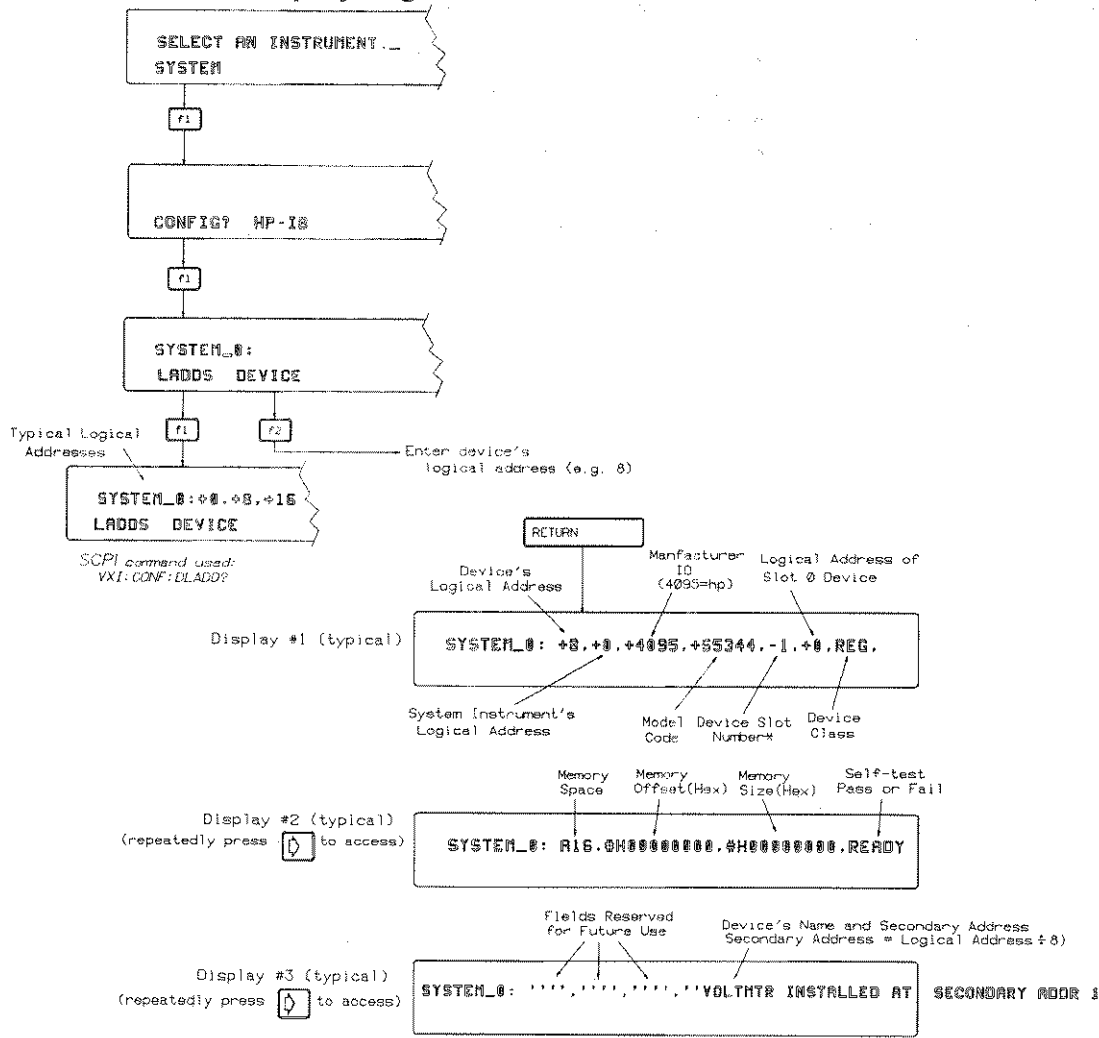 SELECT AN INSTRUMENT._
SYSTEM
f1
CONFIG? HP-IB
f1
SYSTEM_0:
LADDS DEVICE
f1 f2
Typical Logical
Addresses
Enter device's
logical address (e.g. 8)
SYSTEM_0:+0,+8,+16
LADDS DEVICE
SCPI command used:
VXI:CONF:DLADD?
RETURN
Device's
Logical Address
Manfacturer
ID
(4095=hp)
Logical Address of
Slot 0 Device
Display #1 (typical)
SYSTEM_0: +8,+0,+4095,+65344,-1,+0,REG,
System Instrument's
Logical Address
Model
Code
Device Slot
Number*
Device
Class
Memory
Space
Memory
Offset(Hex)
Memory
Size(Hex)
Self-test
Pass or Fail
Display #2 (typical)
(repeatedly press to access)
SYSTEM_0: A16,#H00000000,#H00000000,READY
Fields Reserved
for Future Use
Device's Name and Secondary Address
Secondary Address = Logical Address ÷8)
Display #3 (typical)
(repeatedly press to access)
SYSTEM_0: '''','''','''',''VOLTMTR INSTALLED AT SECONDARY ADDR 1